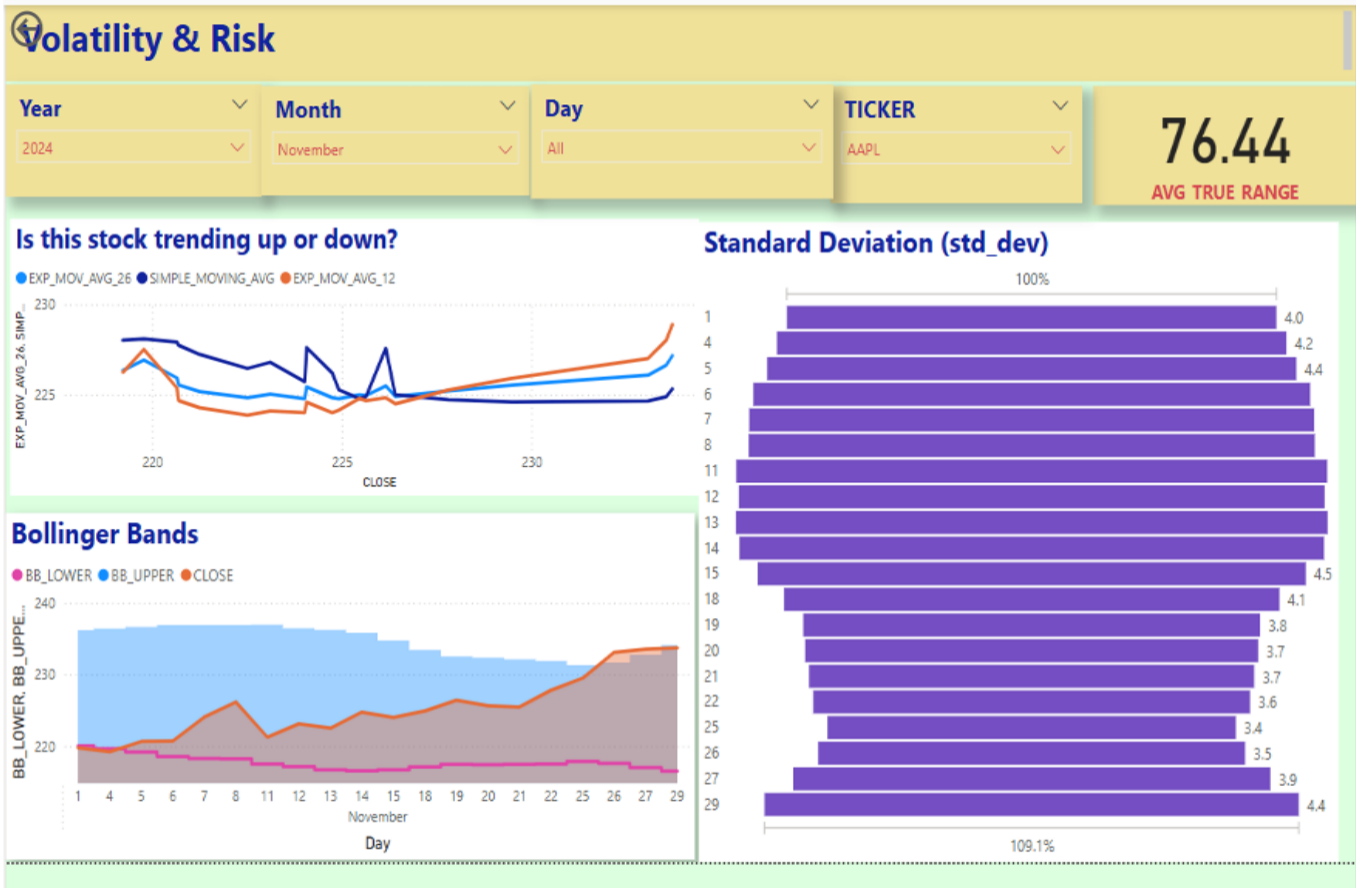 Volatility & Risk
Year
Month
Day
TICKER
2024
November
All
AAPL
76.44
AVG TRUE RANGE
Is this stock trending up or down?
EXP_MOV_AVG_26 SIMPLE_MOVING_AVG EXP_MOV_AVG_12
EXP_MOV_AVG_26, SIMP...
230
225
220 225 230
CLOSE
Bollinger Bands
BB_LOWER BB_UPPER CLOSE
BB_LOWER, BB_UPPE...
240
230
220
1 4 5 6 7 8 11 12 13 14 15 18 19 20 21 22 25 26 27 29
November
Day
Standard Deviation (std_dev)
100%
1 4.0
4 4.2
5 4.4
6
7
8
11
12
13
14
15 4.5
18 4.1
19 3.8
20 3.7
21 3.7
22 3.6
25 3.4
26 3.5
27 3.9
29 4.4
109.1%